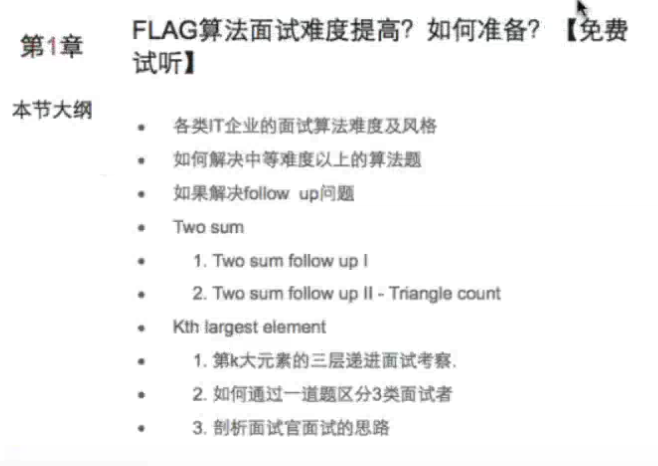 第1章
FLAG算法面试难度提高？如何准备？【免费
试听】
本节大纲
• 各类IT企业的面试算法难度及风格
• 如何解决中等难度以上的算法题
• 如果解决follow up问题
• Two sum
• 1. Two sum follow up I
• 2. Two sum follow up II - Triangle count
• Kth largest element
• 1. 第k大元素的三层递进面试考察.
• 2. 如何通过一道题区分3类面试者
• 3. 剖析面试官面试的思路